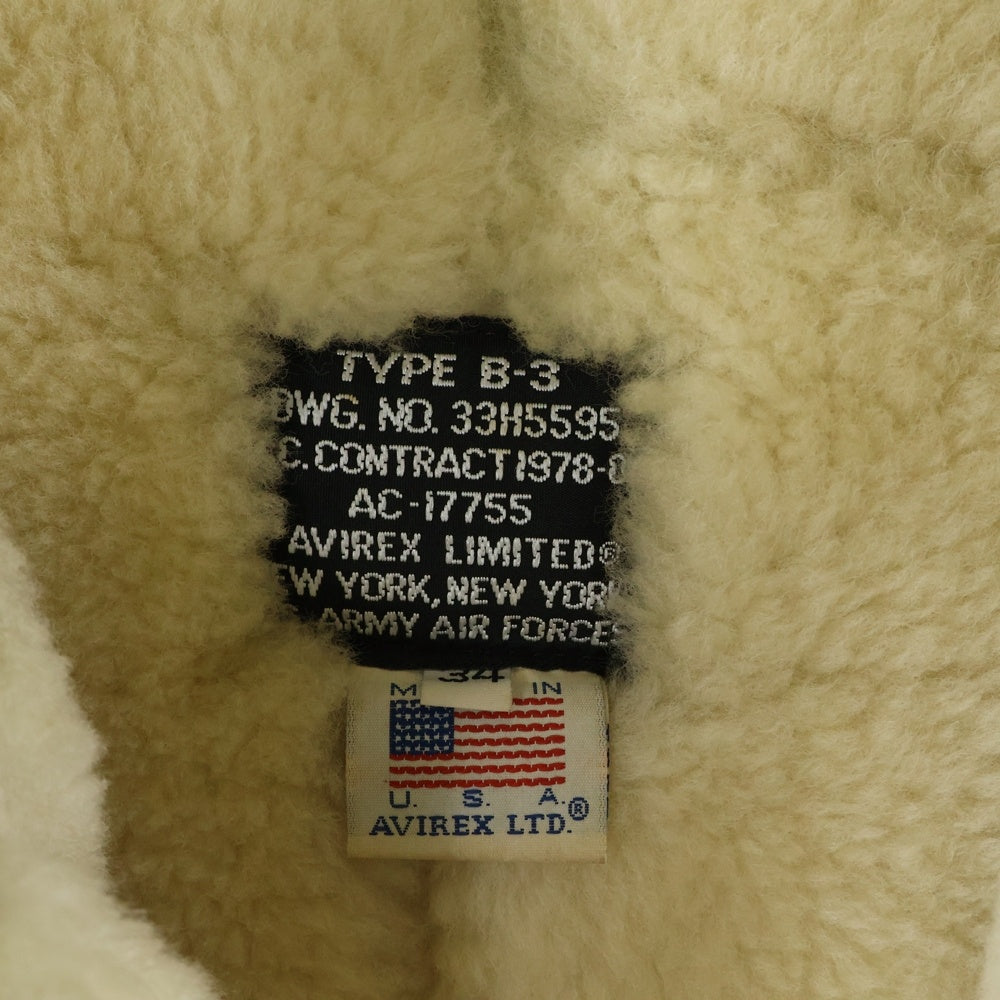 TYPE B-3
DWG. NO. 33H5595
C. CONTRACT 1978-
AC-17755
AVIREX LIMITED®
EW YORK, NEW YOR
ARMY AIR FORCES
34
M IN
U. S. A.
AVIREX LTD.®